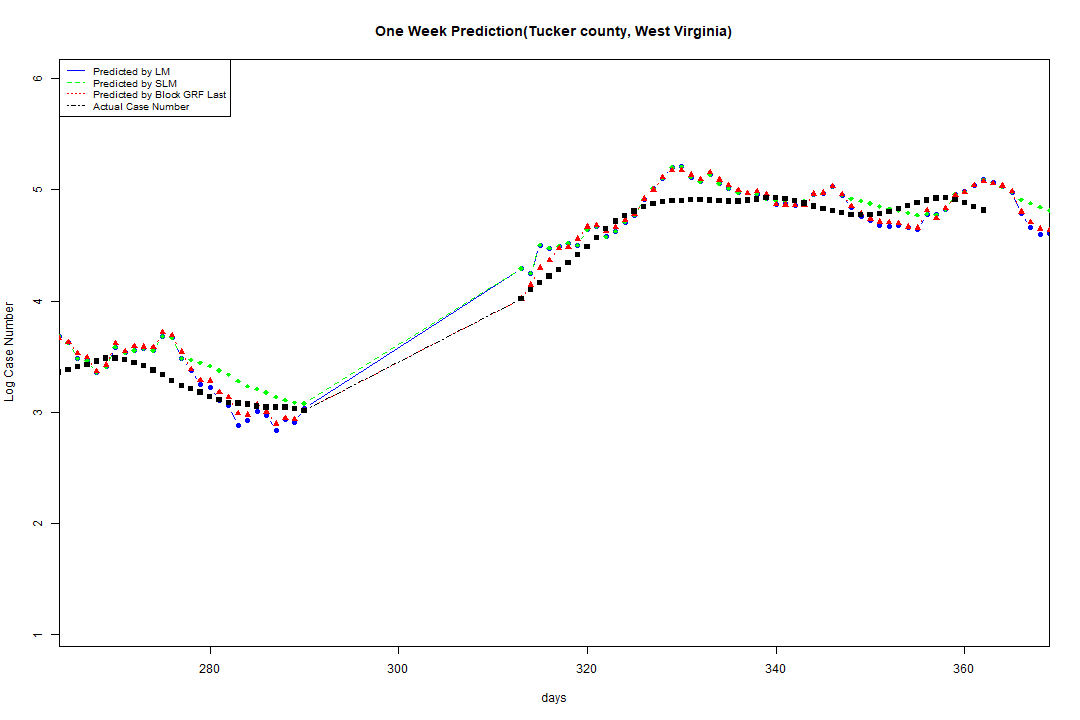 One Week Prediction(Tucker county, West Virginia)
Predicted by LM
Predicted by SLM
Predicted by Block GRF Last
Actual Case Number
6
5
4
3
2
1
Log Case Number
280 300 320 340 360
days